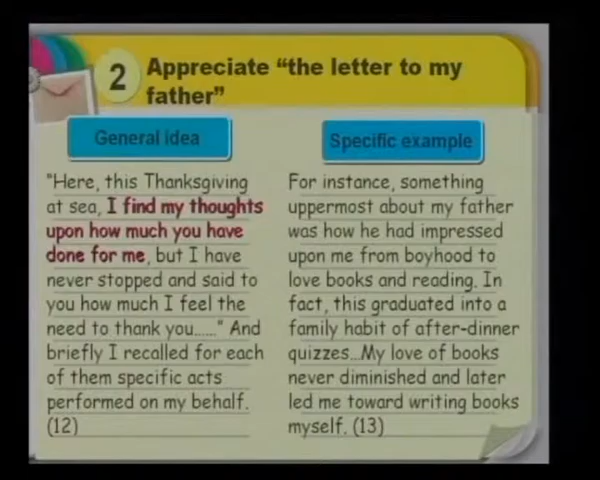 2
Appreciate “the letter to my
father”
General idea
“Here, this Thanksgiving
at sea, I find my thoughts
upon how much you have
done for me, but I have
never stopped and said to
you how much I feel the
need to thank you......” And
briefly I recalled for each
of them specific acts
performed on my behalf.
(12)
Specific example
For instance, something
uppermost about my father
was how he had impressed
upon me from boyhood to
love books and reading. In
fact, this graduated into a
family habit of after-dinner
quizzes...My love of books
never diminished and later
led me toward writing books
myself. (13)